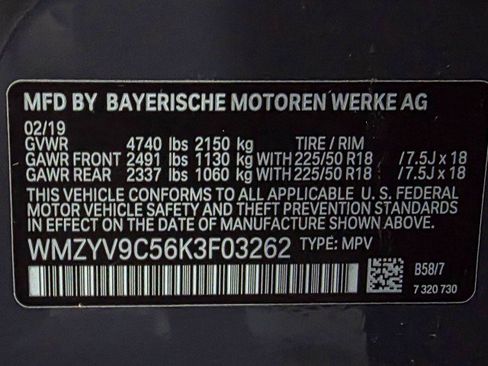 MFD BY BAYERISCHE MOTOREN WERKE AG
02/19
GVWR 4740 lbs 2150 kg TIRE / RIM
GAWR FRONT 2491 lbs 1130 kg WITH 225/50 R18 / 7.5J x 18
GAWR REAR 2337 lbs 1060 kg WITH 225/50 R18 / 7.5J x 18
THIS VEHICLE CONFORMS TO ALL APPLICABLE U. S. FEDERAL
MOTOR VEHICLE SAFETY AND THEFT PREVENTION STANDARDS
IN EFFECT ON THE DATE OF MANUFACTURE SHOWN ABOVE.
WMZYV9C56K3F03262 TYPE: MPV
B58/7
7 320 730